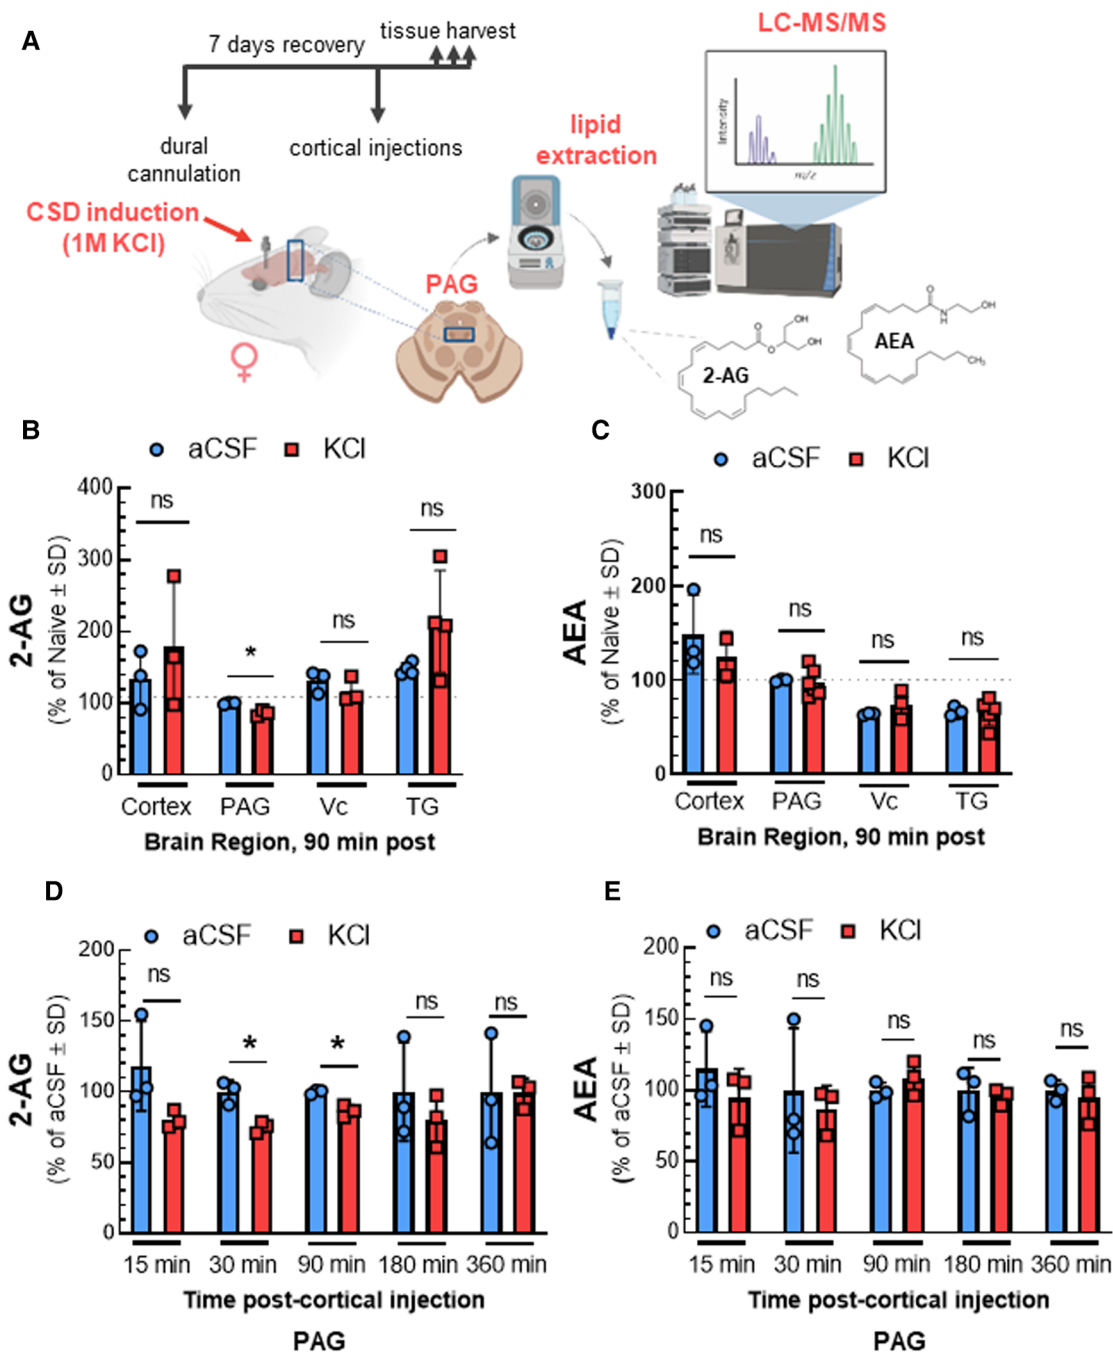 A
7 days recovery
tissue harvest
dural
cannulation
cortical injections
CSD induction
(1M KCl)
♀
PAG
lipid
extraction
LC-MS/MS
Intensity
m/z
2-AG
O
O
OH
OH
AEA
O
N
H
OH
CH3
B
aCSF
KCl
2-AG
(% of Naive ± SD)
400
300
200
100
0
ns
*
ns
ns
Cortex PAG Vc TG
Brain Region, 90 min post
C
aCSF
KCl
AEA
(% of Naive ± SD)
300
200
100
0
ns
ns
ns
ns
Cortex PAG Vc TG
Brain Region, 90 min post
D
aCSF
KCl
2-AG
(% of aCSF ± SD)
200
150
100
50
0
ns
*
*
ns
ns
15 min 30 min 90 min 180 min 360 min
Time post-cortical injection
PAG
E
aCSF
KCl
AEA
(% of aCSF ± SD)
200
150
100
50
0
ns
ns
ns
ns
ns
15 min 30 min 90 min 180 min 360 min
Time post-cortical injection
PAG